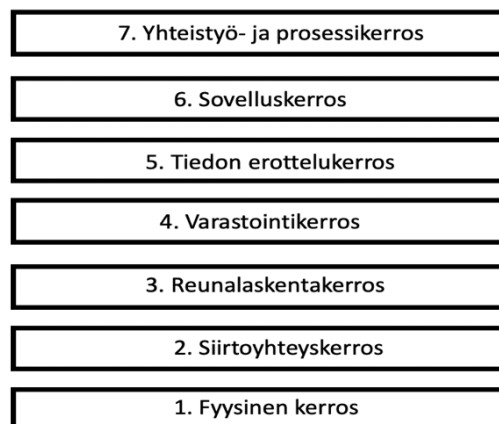 7. Yhteistyö- ja prosessikerros
6. Sovelluskerros
5. Tiedon erottelukerros
4. Varastointikerros
3. Reunalaskentakerros
2. Siirtoyhteyskerros
1. Fyysinen kerros